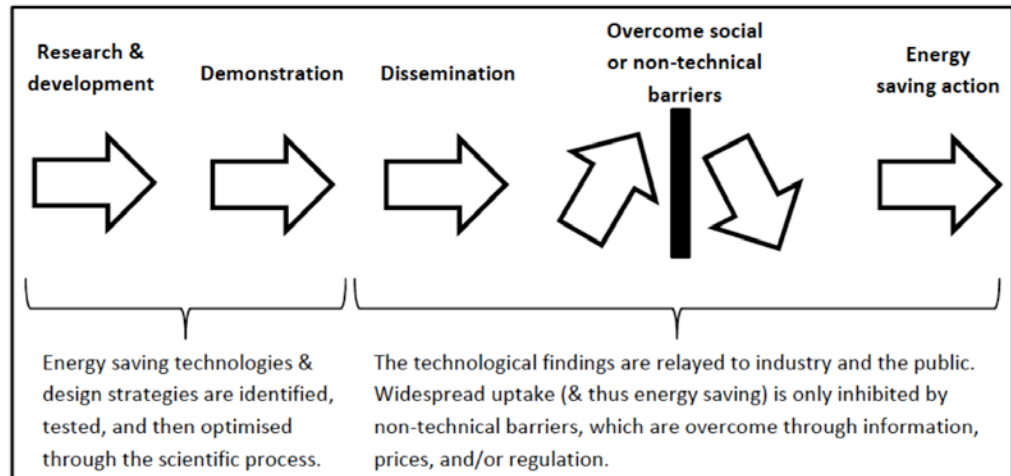 Research &
development
Demonstration
Dissemination
Overcome social
or non-technical
barriers
Energy
saving action
Energy saving technologies &
design strategies are identified,
tested, and then optimised
through the scientific process.
The technological findings are relayed to industry and the public.
Widespread uptake (& thus energy saving) is only inhibited by
non-technical barriers, which are overcome through information,
prices, and/or regulation.